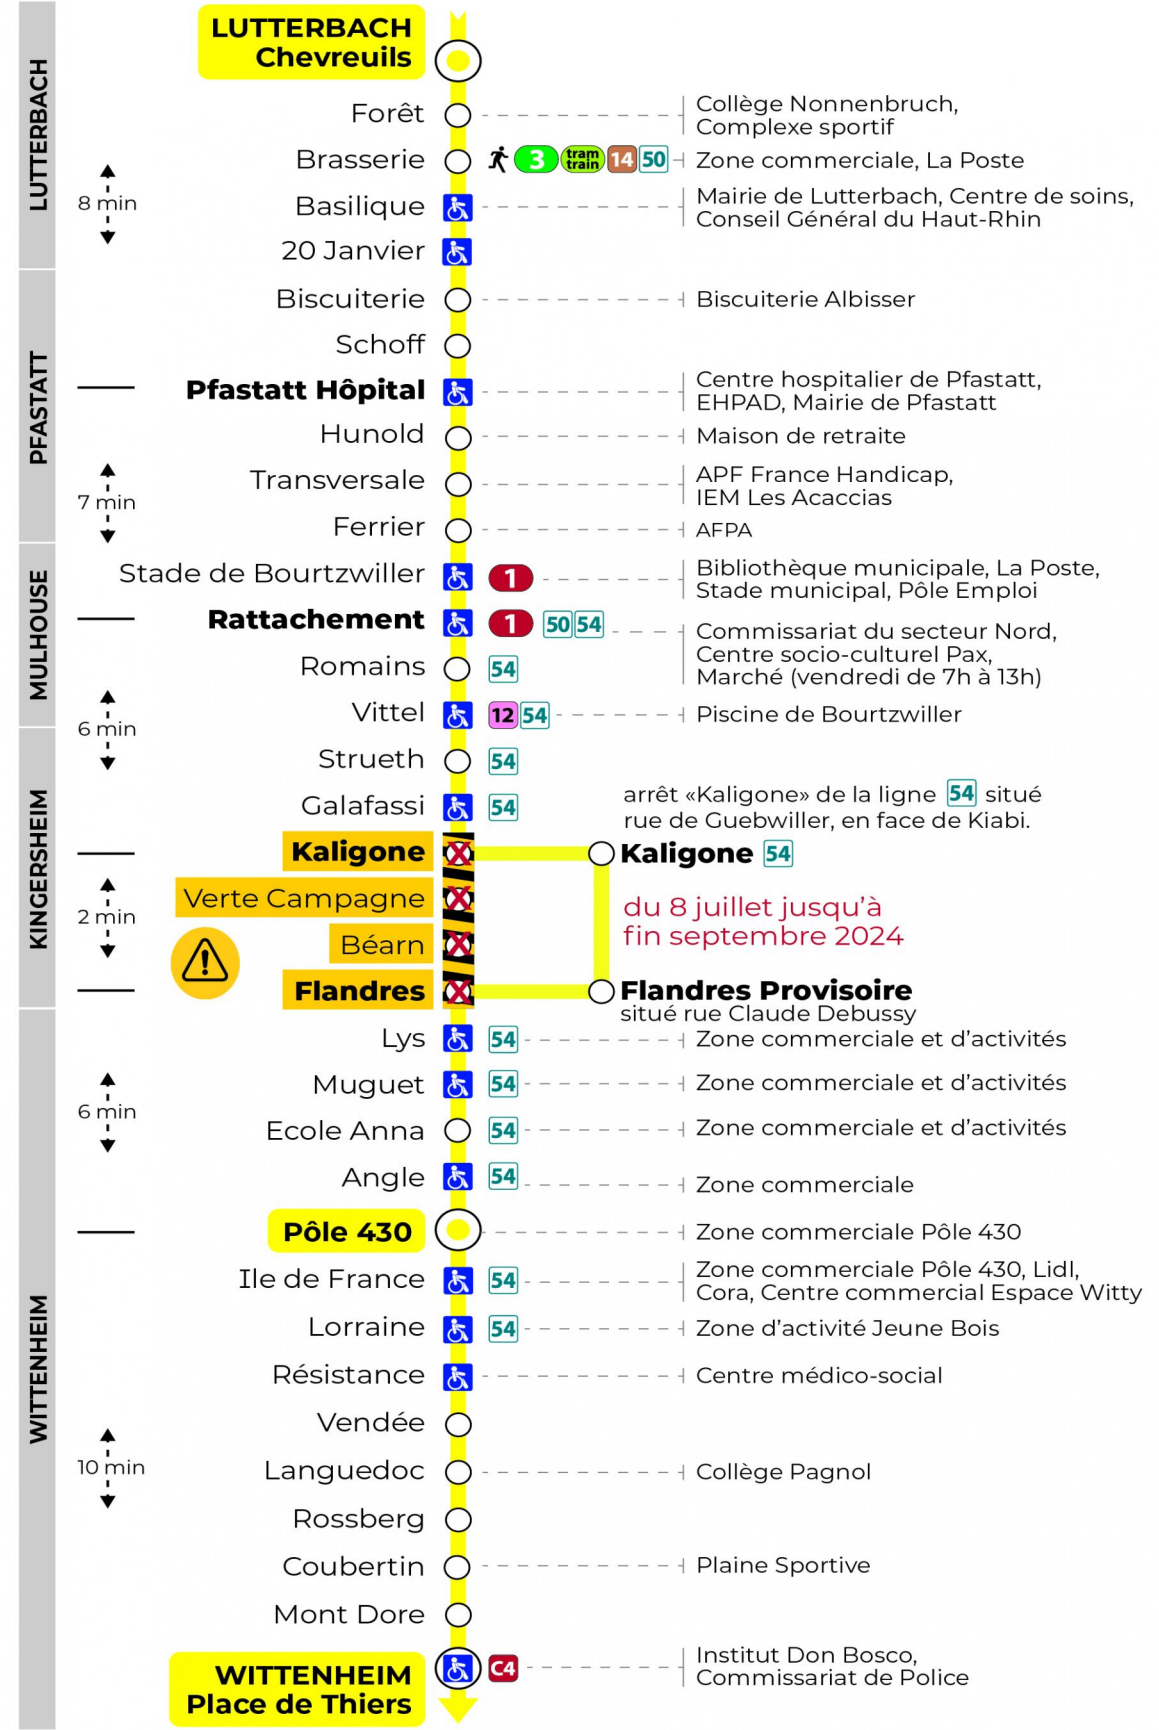 LUTTERBACH
Chevreuils
LUTTERBACH
Forêt
Collège Nonnenbruch,
Complexe sportif
Brasserie
3 tram train 14 50
Zone commerciale, La Poste
8 min
Basilique
Mairie de Lutterbach, Centre de soins,
Conseil Général du Haut-Rhin
20 Janvier
PFASTATT
Biscuiterie
Biscuiterie Albisser
Schoff
Pfastatt Hôpital
Centre hospitalier de Pfastatt,
EHPAD, Mairie de Pfastatt
Hunold
Maison de retraite
7 min
Transversale
APF France Handicap,
IEM Les Acaccias
Ferrier
AFPA
MULHOUSE
Stade de Bourtzwiller
1
Bibliothèque municipale, La Poste,
Stade municipal, Pôle Emploi
Rattachement
1 50 54
Commissariat du secteur Nord,
Centre socio-culturel Pax,
Marché (vendredi de 7h à 13h)
Romains
54
Vittel
12 54
Piscine de Bourtzwiller
6 min
KINGERSHEIM
Strueth
54
Galafassi
54
arrêt «Kaligone» de la ligne 54 situé
rue de Guebwiller, en face de Kiabi.
Kaligone
Kaligone 54
2 min
Verte Campagne
du 8 juillet jusqu'à
fin septembre 2024
Béarn
Flandres
Flandres Provisoire
situé rue Claude Debussy
WITTENHEIM
Lys
54
Zone commerciale et d'activités
Muguet
54
Zone commerciale et d'activités
6 min
Ecole Anna
54
Zone commerciale et d'activités
Angle
54
Zone commerciale
Pôle 430
Zone commerciale Pôle 430
Ile de France
54
Zone commerciale Pôle 430, Lidl,
Cora, Centre commercial Espace Witty
Lorraine
54
Zone d'activité Jeune Bois
Résistance
Centre médico-social
Vendée
10 min
Languedoc
Collège Pagnol
Rossberg
Coubertin
Plaine Sportive
Mont Dore
WITTENHEIM
Place de Thiers
C4
Institut Don Bosco,
Commissariat de Police